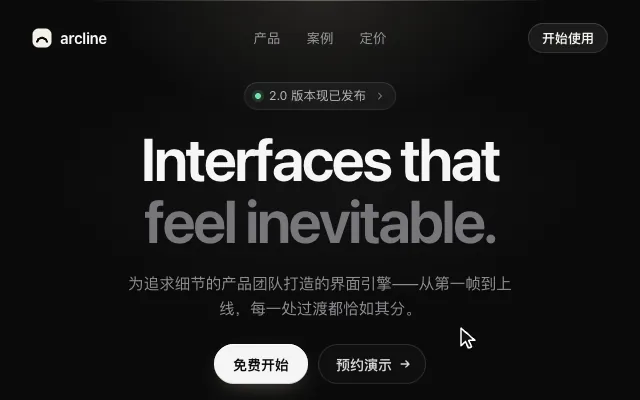 arcline
产品
案例
定价
开始使用
2.0 版本现已发布
Interfaces that
feel inevitable.
为追求细节的产品团队打造的界面引擎——从第一帧到上
线，每一处过渡都恰如其分。
免费开始
预约演示 →